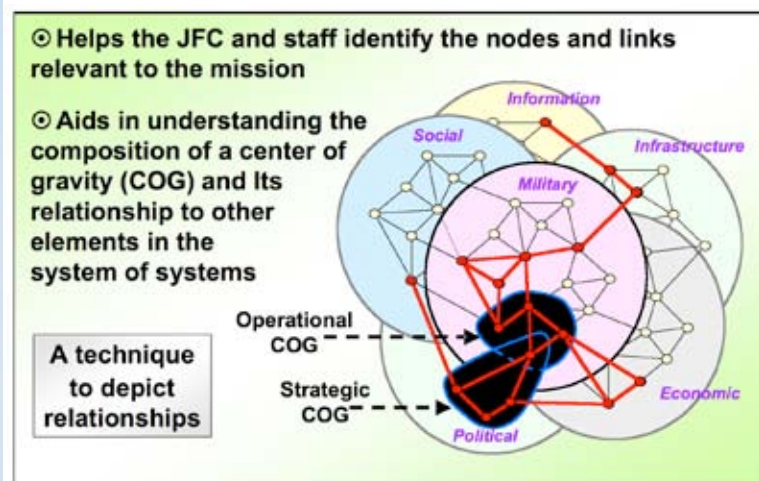 ⊙ Helps the JFC and staff identify the nodes and links
relevant to the mission
⊙ Aids in understanding the
composition of a center of
gravity (COG) and Its
relationship to other
elements in the
system of systems
A technique
to depict
relationships
Information
Social
Infrastructure
Military
Operational
COG
Strategic
COG
Economic
Political